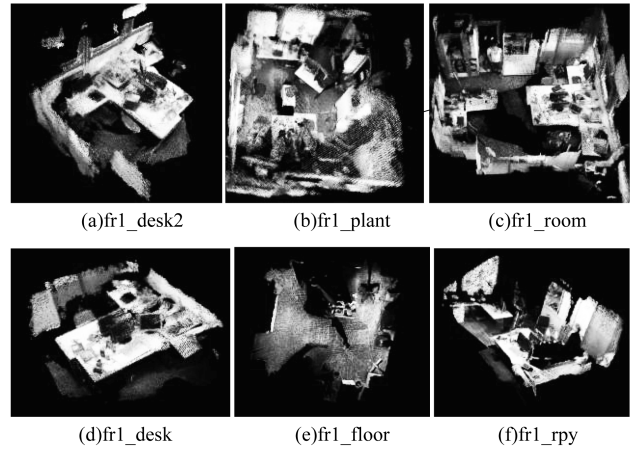 (a)fr1_desk2
(b)fr1_plant
(c)fr1_room
(d)fr1_desk
(e)fr1_floor
(f)fr1_rpy